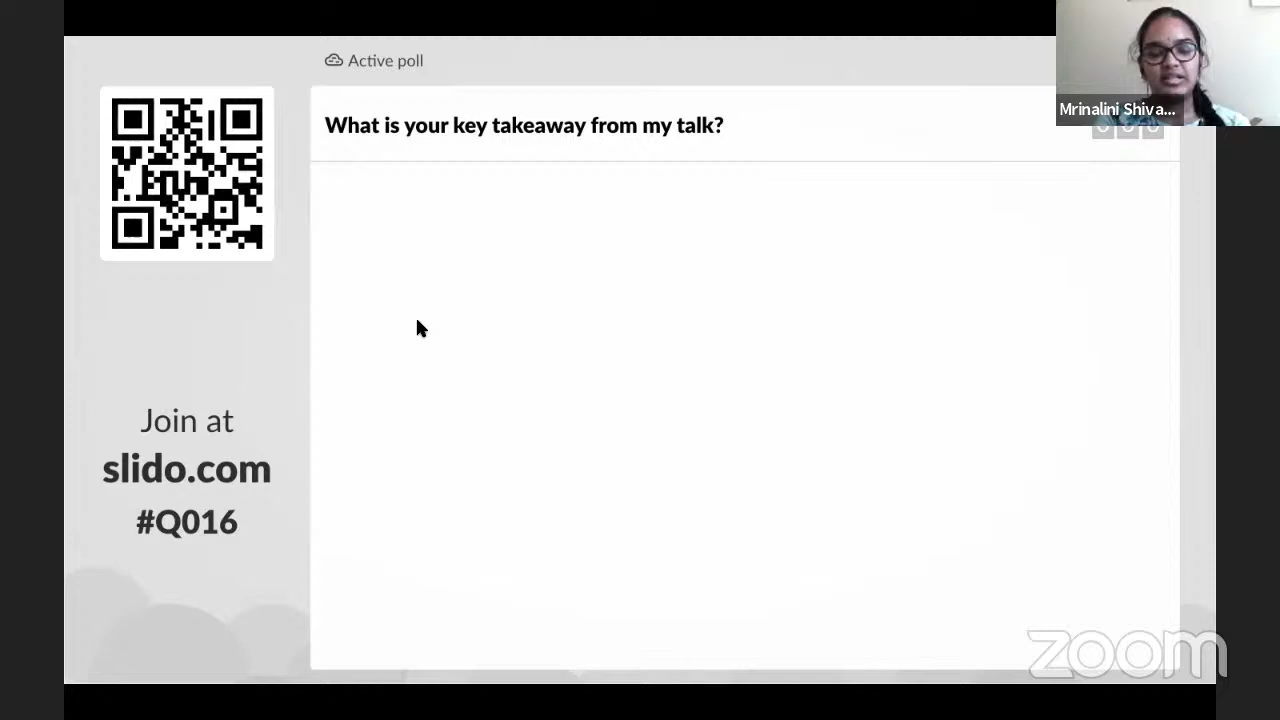 Active poll
What is your key takeaway from my talk?
Mrinalini Shiva...
Join at
slido.com
#Q016
zoom